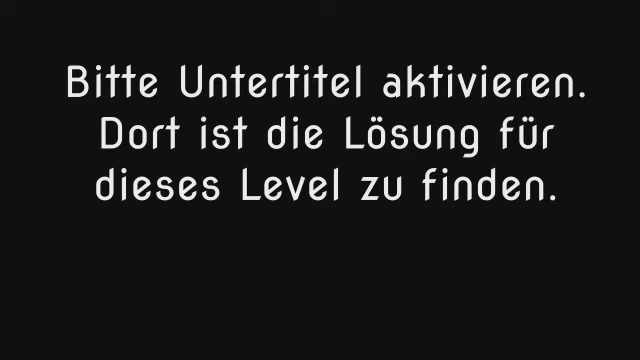 Bitte Untertitel aktivieren.
Dort ist die Lösung für
dieses Level zu finden.